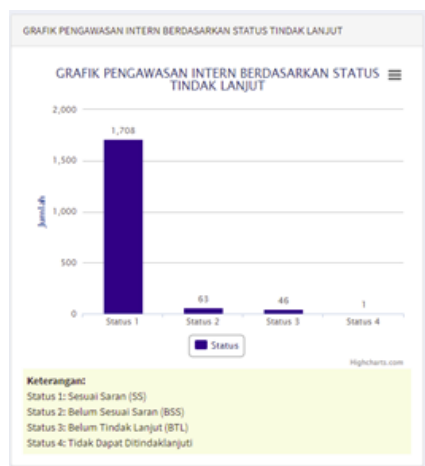 GRAFIK PENGAWASAN INTERN BERDASARKAN STATUS TINDAK LANJUT
GRAFIK PENGAWASAN INTERN BERDASARKAN STATUS
TINDAK LANJUT
2,000
1,708
1,500
Jumlah
1,000
500
63
46
1
0
Status 1
Status 2
Status 3
Status 4
Status
Highcharts.com
Keterangan:
Status 1: Sesuai Saran (SS)
Status 2: Belum Sesuai Saran (BSS)
Status 3: Belum Tindak Lanjut (BTL)
Status 4: Tidak Dapat Ditindaklanjuti